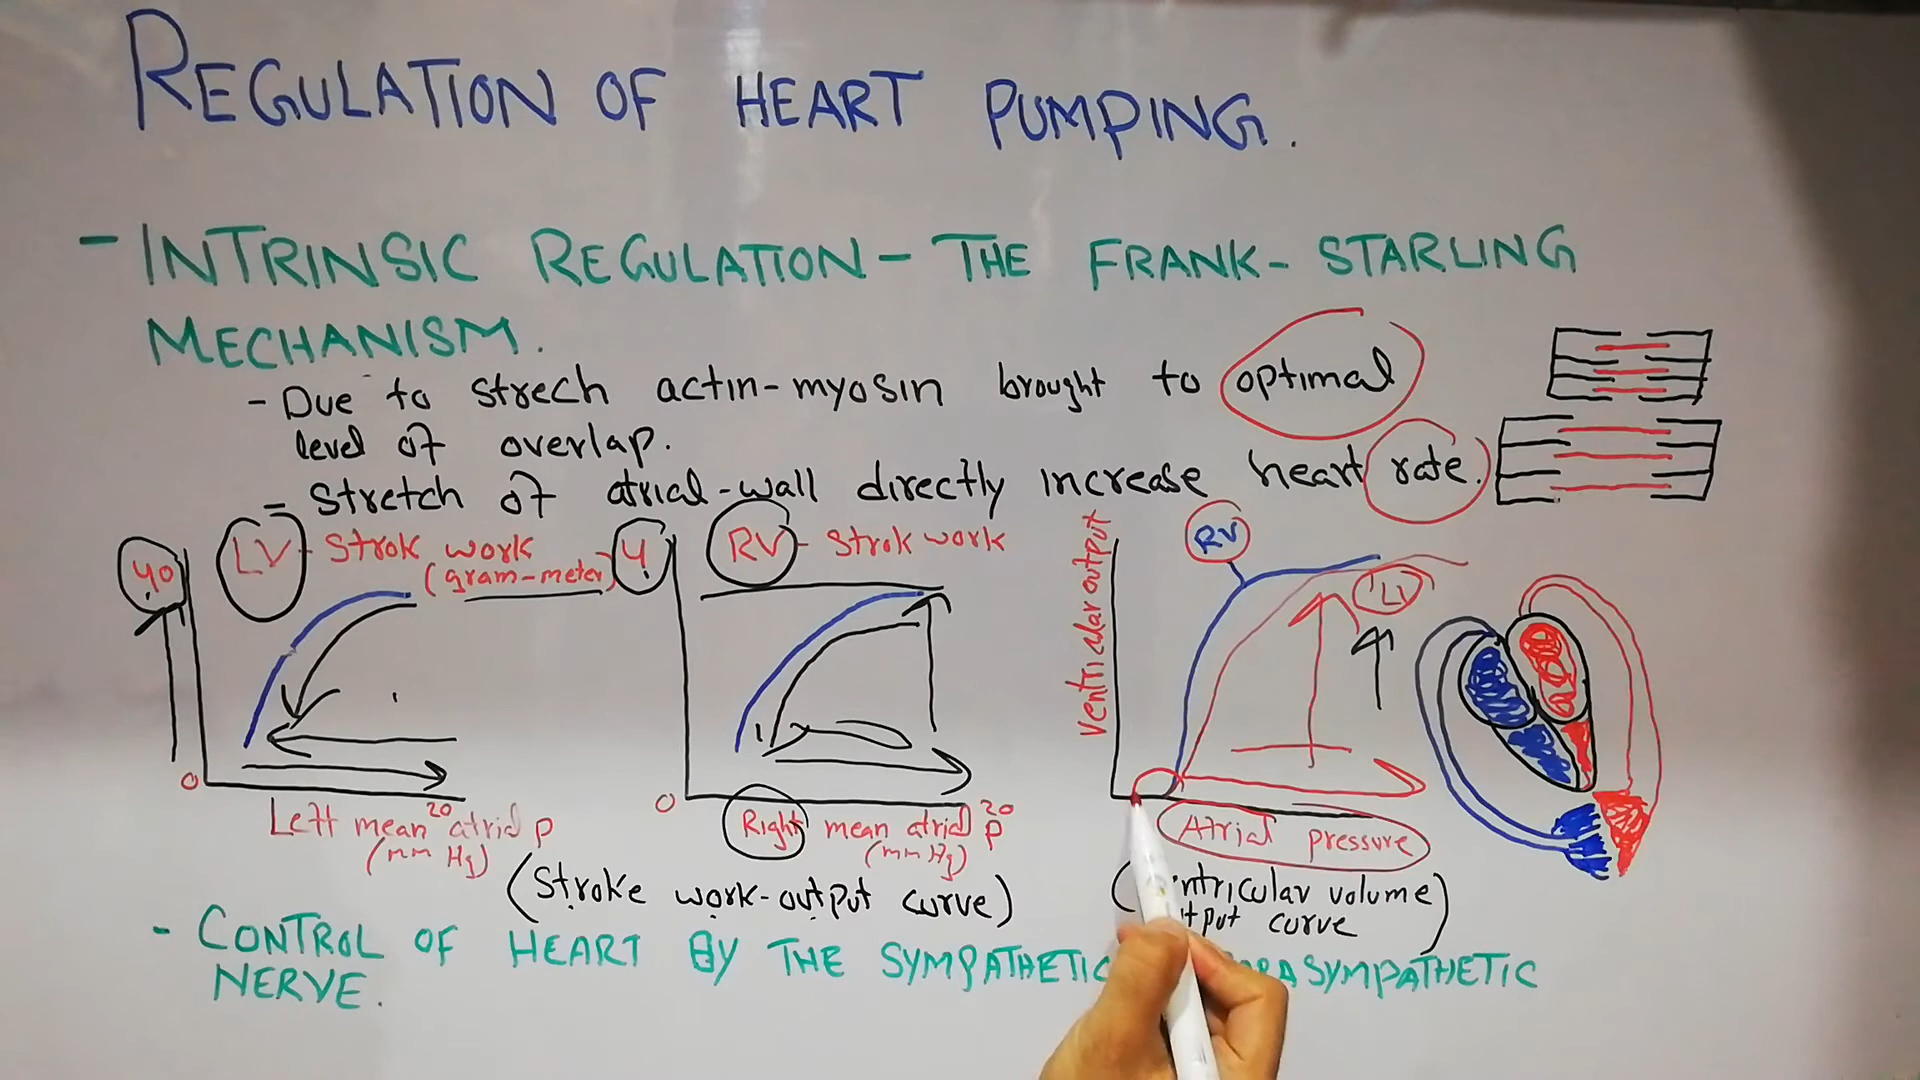 REGULATION OF HEART PUMPING.
- INTRINSIC REGULATION - THE FRANK - STARLING
MECHANISM.
- Due to strech actin-myosin brought to optimal
level of overlap.
= stretch of atrial-wall directly increase heart rate.
40
LV - Strok work
(gram-meter)
0
20
Left mean atrial P
(mm Hg)
4
RV - Strok work
0
20
Right mean atrial P
(mm Hg)
(Stroke work-output curve)
Ventricular output
RV
LV
Atrial pressure
ntricular volume)
tput curve
- CONTROL OF HEART BY THE SYMPATHETIC RASYMPATHETIC
NERVE.